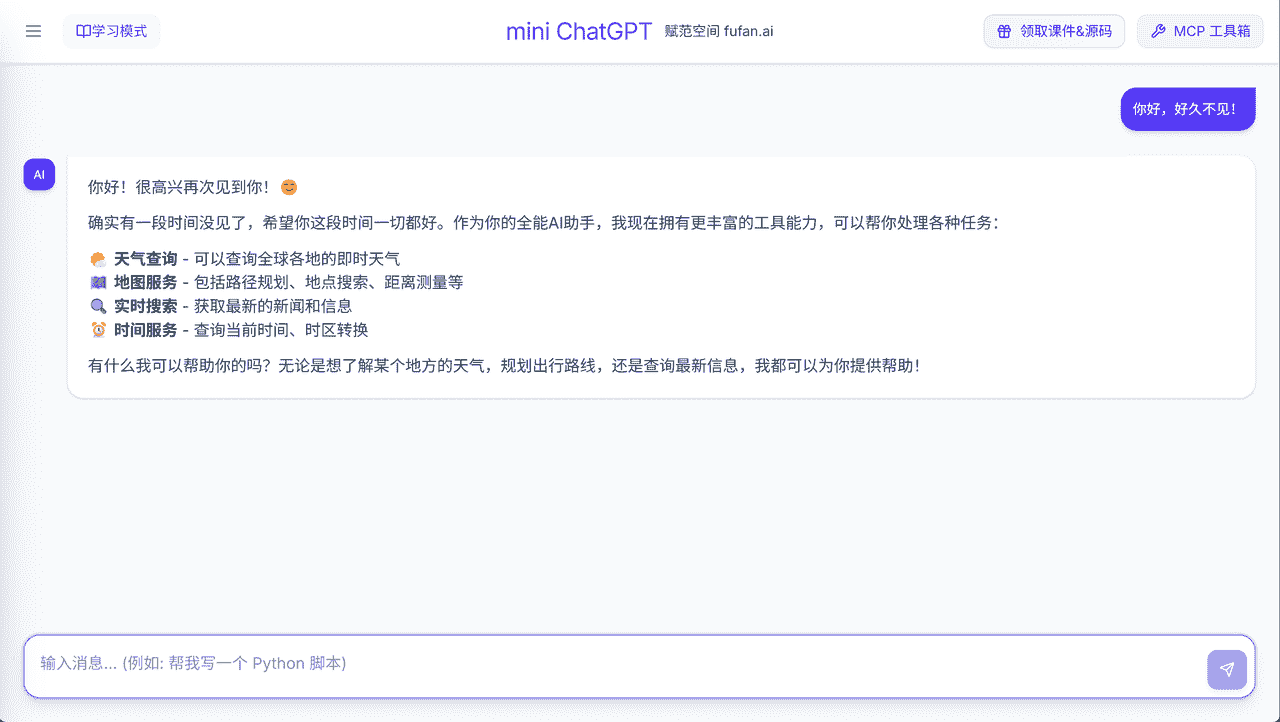 学习模式
mini ChatGPT 赋范空间 fufan.ai
领取课件&源码
MCP 工具箱
你好，好久不见！
AI
你好！很高兴再次见到你！😊
确实有一段时间没见了，希望你这段时间一切都好。作为你的全能AI助手，我现在拥有更丰富的工具能力，可以帮你处理各种任务：
🌤️ 天气查询 - 可以查询全球各地的即时天气
🗺️ 地图服务 - 包括路径规划、地点搜索、距离测量等
🔍 实时搜索 - 获取最新的新闻和信息
⏰ 时间服务 - 查询当前时间、时区转换
有什么我可以帮助你的吗？无论是想了解某个地方的天气，规划出行路线，还是查询最新信息，我都可以为你提供帮助！
输入消息... (例如: 帮我写一个 Python 脚本)